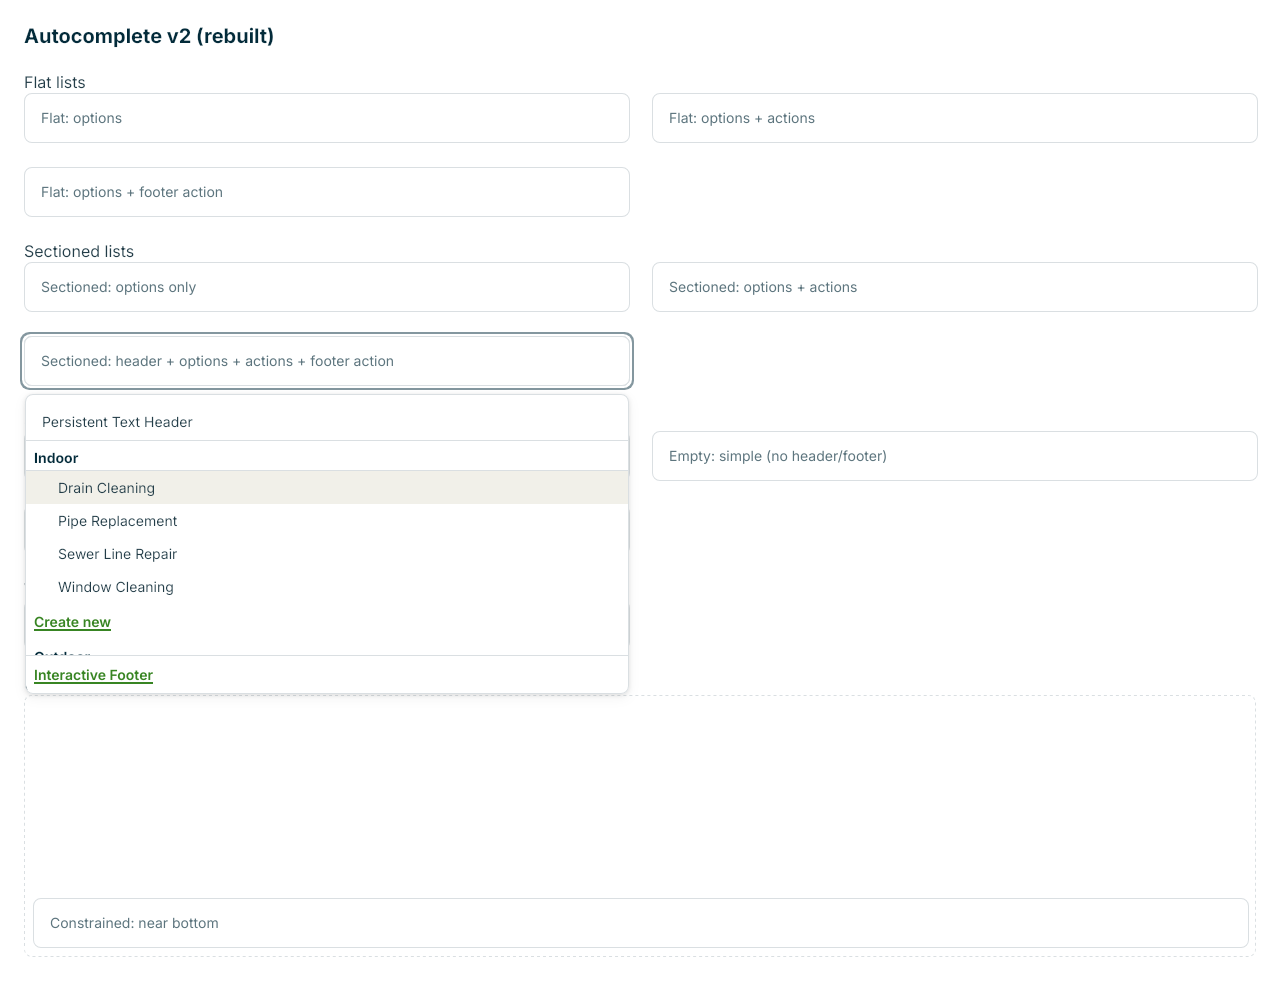 Autocomplete v2 (rebuilt)
Flat lists
Flat: options
Flat: options + actions
Flat: options + footer action
Sectioned lists
Sectioned: options only
Sectioned: options + actions
Sectioned: header + options + actions + footer action
Persistent Text Header
Indoor
Empty: simple (no header/footer)
Drain Cleaning
Pipe Replacement
Sewer Line Repair
Window Cleaning
Create new
Interactive Footer
Constrained: near bottom